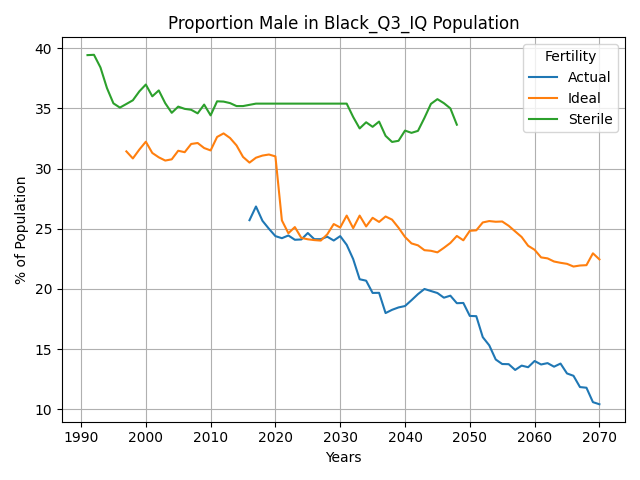 Proportion Male in Black_Q3_IQ Population
% of Population
40
35
30
25
20
15
10
Fertility
Actual
Ideal
Sterile
1990 2000 2010 2020 2030 2040 2050 2060 2070
Years